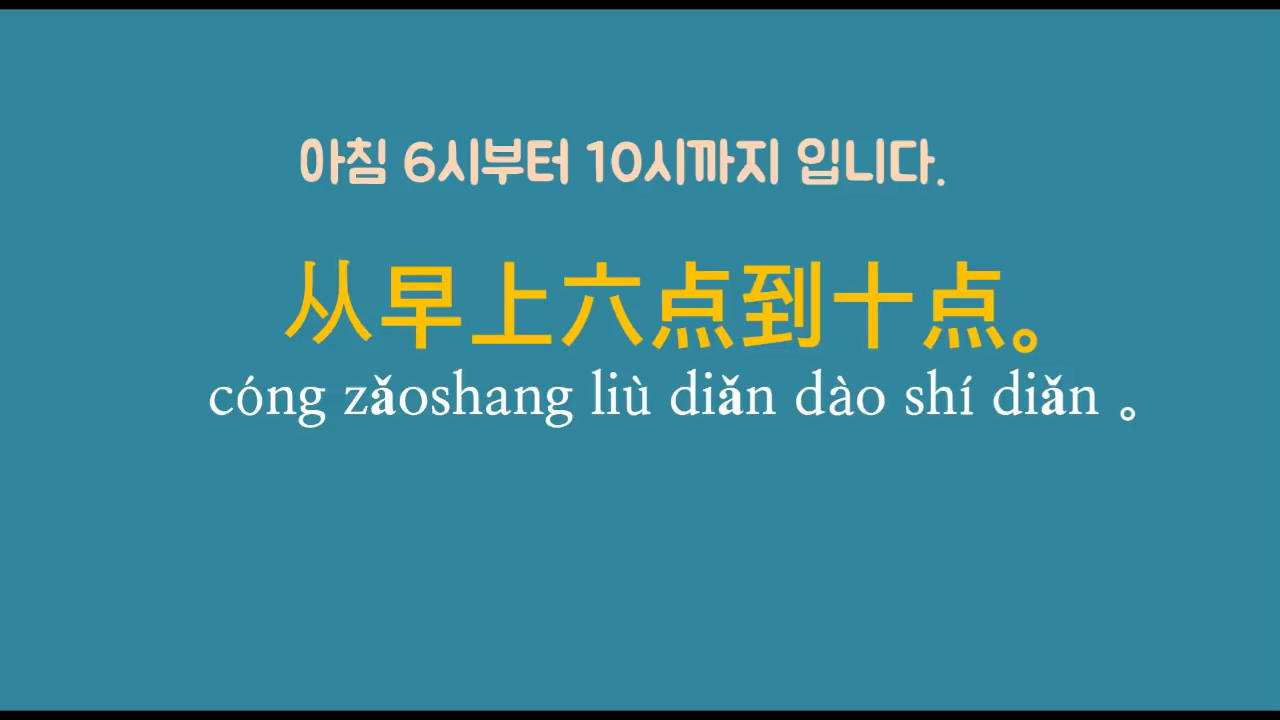 아침 6시부터 10시까지 입니다.
从早上六点到十点。
cóng zǎoshang liù diǎn dào shí diǎn 。